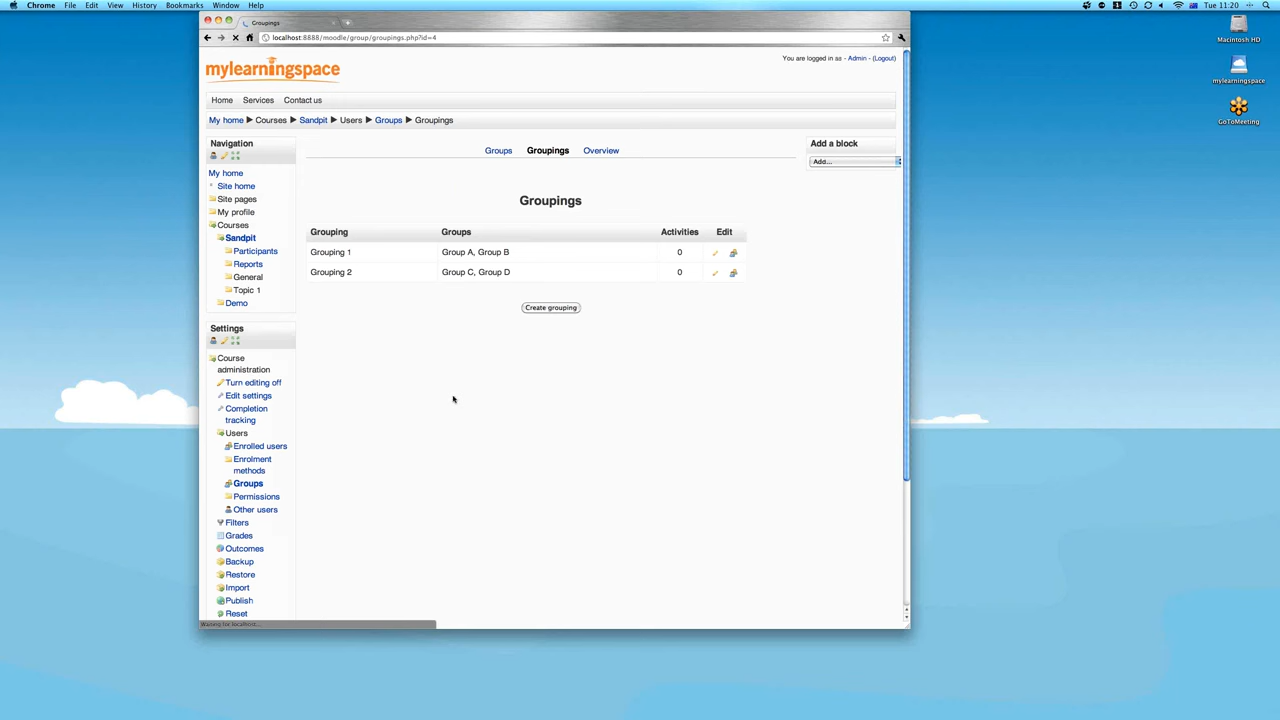 Chrome File Edit View History Bookmarks Window Help Tue 11:20
Groupings
localhost:8888/moodle/group/groupings.php?id=4
Macintosh HD
mylearningspace
GoToMeeting
mylearningspace
You are logged in as - Admin - (Logout)
Home Services Contact us
My home ▶ Courses ▶ Sandpit ▶ Users ▶ Groups ▶ Groupings
Navigation
My home
Site home
Site pages
My profile
Courses
Sandpit
Participants
Reports
General
Topic 1
Demo
Settings
Course
administration
Turn editing off
Edit settings
Completion
tracking
Users
Enrolled users
Enrolment
methods
Groups
Permissions
Other users
Filters
Grades
Outcomes
Backup
Restore
Import
Publish
Reset
Groups Groupings Overview
Groupings
Grouping Groups Activities Edit
Grouping 1 Group A, Group B 0
Grouping 2 Group C, Group D 0
Create grouping
Add a block
Add...
Waiting for localhost...